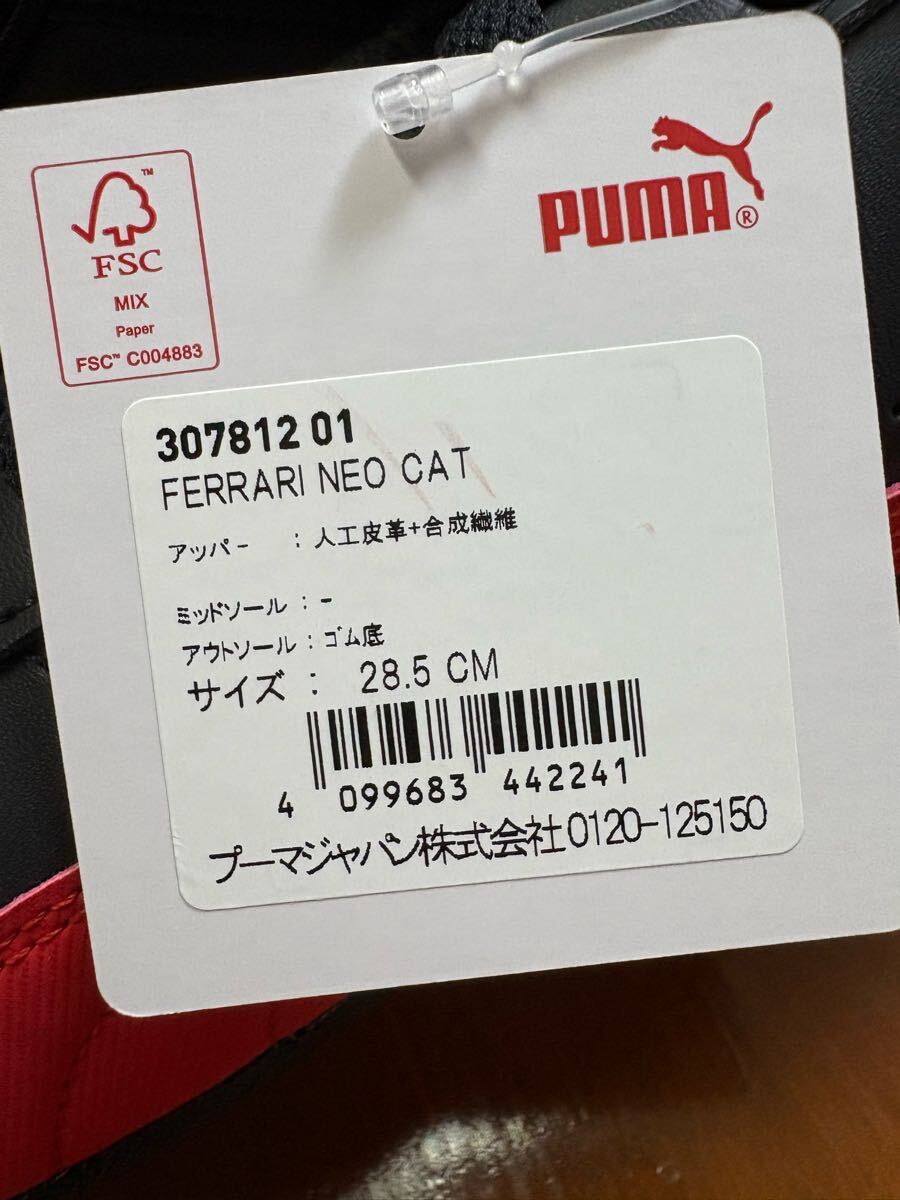 FSC™
MIX
Paper
FSC™ C004883
PUMA®
307812 01
FERRARI NEO CAT
アッパー : 人工皮革+合成繊維
ミッドソール : -
アウトソール : ゴム底
サイズ : 28.5 CM
4 099683 442241
プーマジャパン株式会社0120-125150